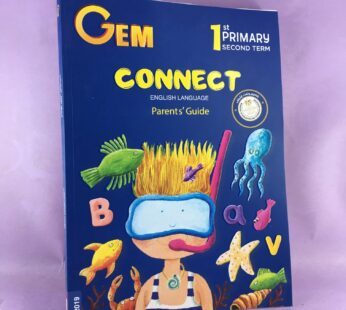 GEM
1st PRIMARY
SECOND TERM
CONNECT
ENGLISH LANGUAGE
Parents' Guide
B
a
v
2019